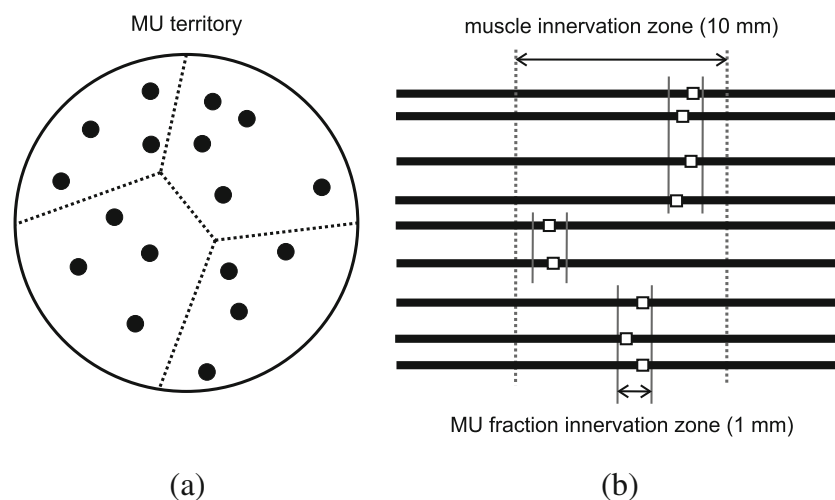 MU territory
muscle innervation zone (10 mm)
MU fraction innervation zone (1 mm)
(a)
(b)